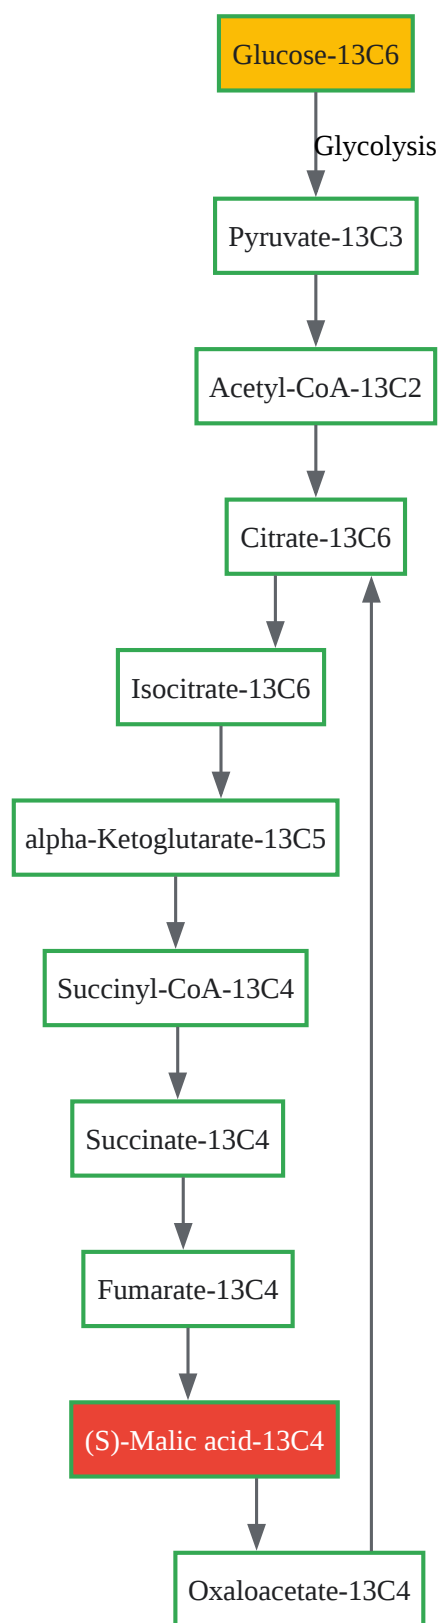 Glucose-13C6
Glycolysis
Pyruvate-13C3
Acetyl-CoA-13C2
Citrate-13C6
Isocitrate-13C6
alpha-Ketoglutarate-13C5
Succinyl-CoA-13C4
Succinate-13C4
Fumarate-13C4
(S)-Malic acid-13C4
Oxaloacetate-13C4